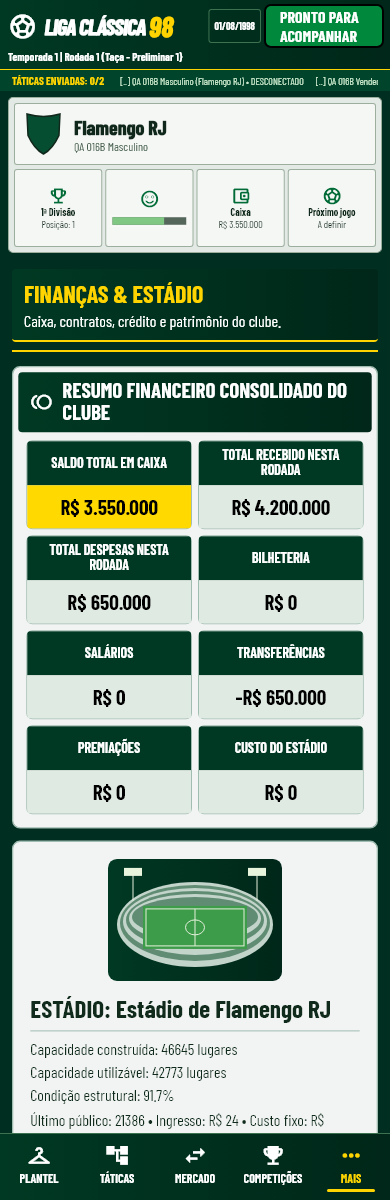 LIGA CLÁSSICA 98
01/08/1998
PRONTO PARA
ACOMPANHAR
Temporada 1 | Rodada 1 (Taça - Preliminar 1)
TÁTICAS ENVIADAS: 0/2
[..] QA 016B Masculino (Flamengo RJ) • DESCONECTADO
[..] QA 016B Vende
Flamengo RJ
QA 016B Masculino
1ª Divisão
Posição: 1
Caixa
R$ 3.550.000
Próximo jogo
A definir
FINANÇAS & ESTÁDIO
Caixa, contratos, crédito e patrimônio do clube.
RESUMO FINANCEIRO CONSOLIDADO DO
CLUBE
SALDO TOTAL EM CAIXA
R$ 3.550.000
TOTAL RECEBIDO NESTA
RODADA
R$ 4.200.000
TOTAL DESPESAS NESTA
RODADA
R$ 650.000
BILHETERIA
R$ 0
SALÁRIOS
R$ 0
TRANSFERÊNCIAS
-R$ 650.000
PREMIAÇÕES
R$ 0
CUSTO DO ESTÁDIO
R$ 0
ESTÁDIO: Estádio de Flamengo RJ
Capacidade construída: 46645 lugares
Capacidade utilizável: 42773 lugares
Condição estrutural: 91.7%
Último público: 21386 • Ingresso: R$ 24 • Custo fixo: R$
PLANTEL
TÁTICAS
MERCADO
COMPETIÇÕES
MAIS